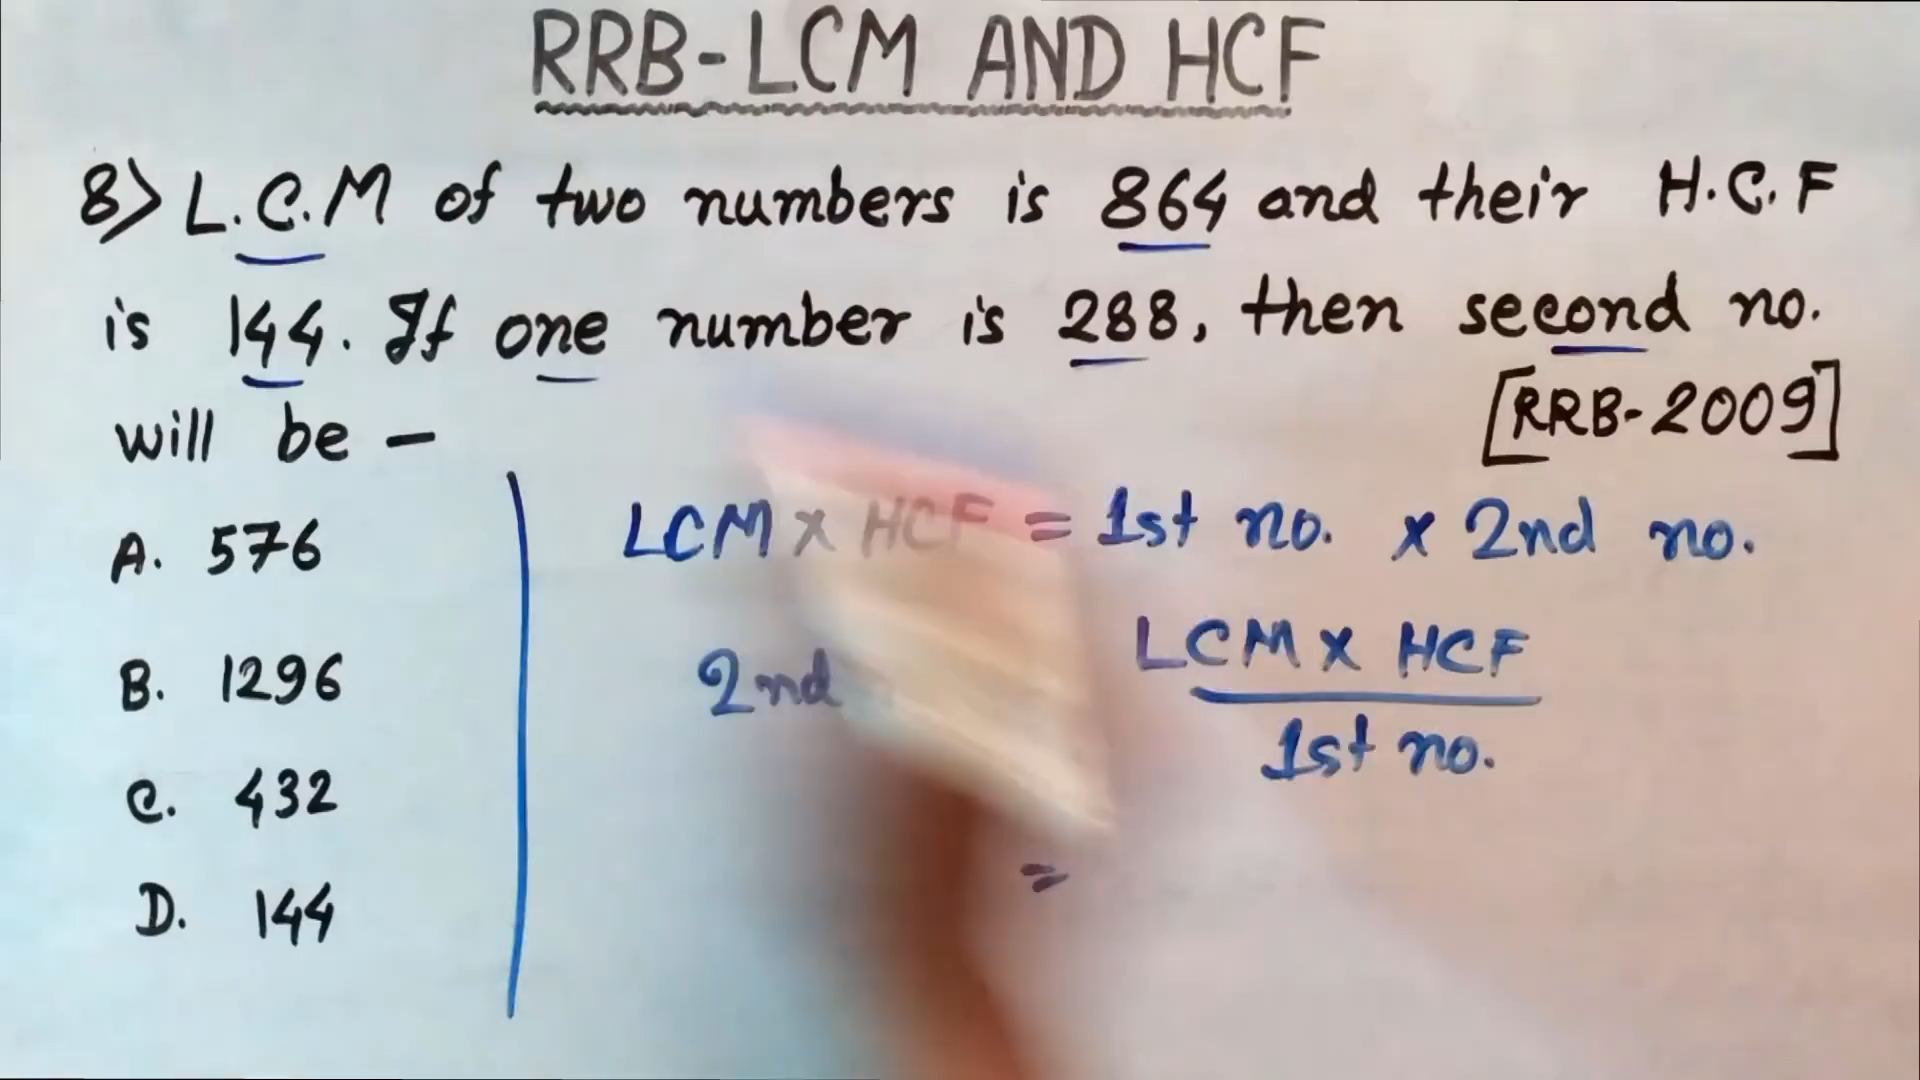 RRB-LCM AND HCF
8> L.C.M of two numbers is 864 and their H.C.F
is 144. If one number is 288, then second no.
will be –
[RRB-2009]
A. 576
B. 1296
C. 432
D. 144
LCM x HCF = 1st no. x 2nd no.
2nd
LCM x HCF
1st no.
=